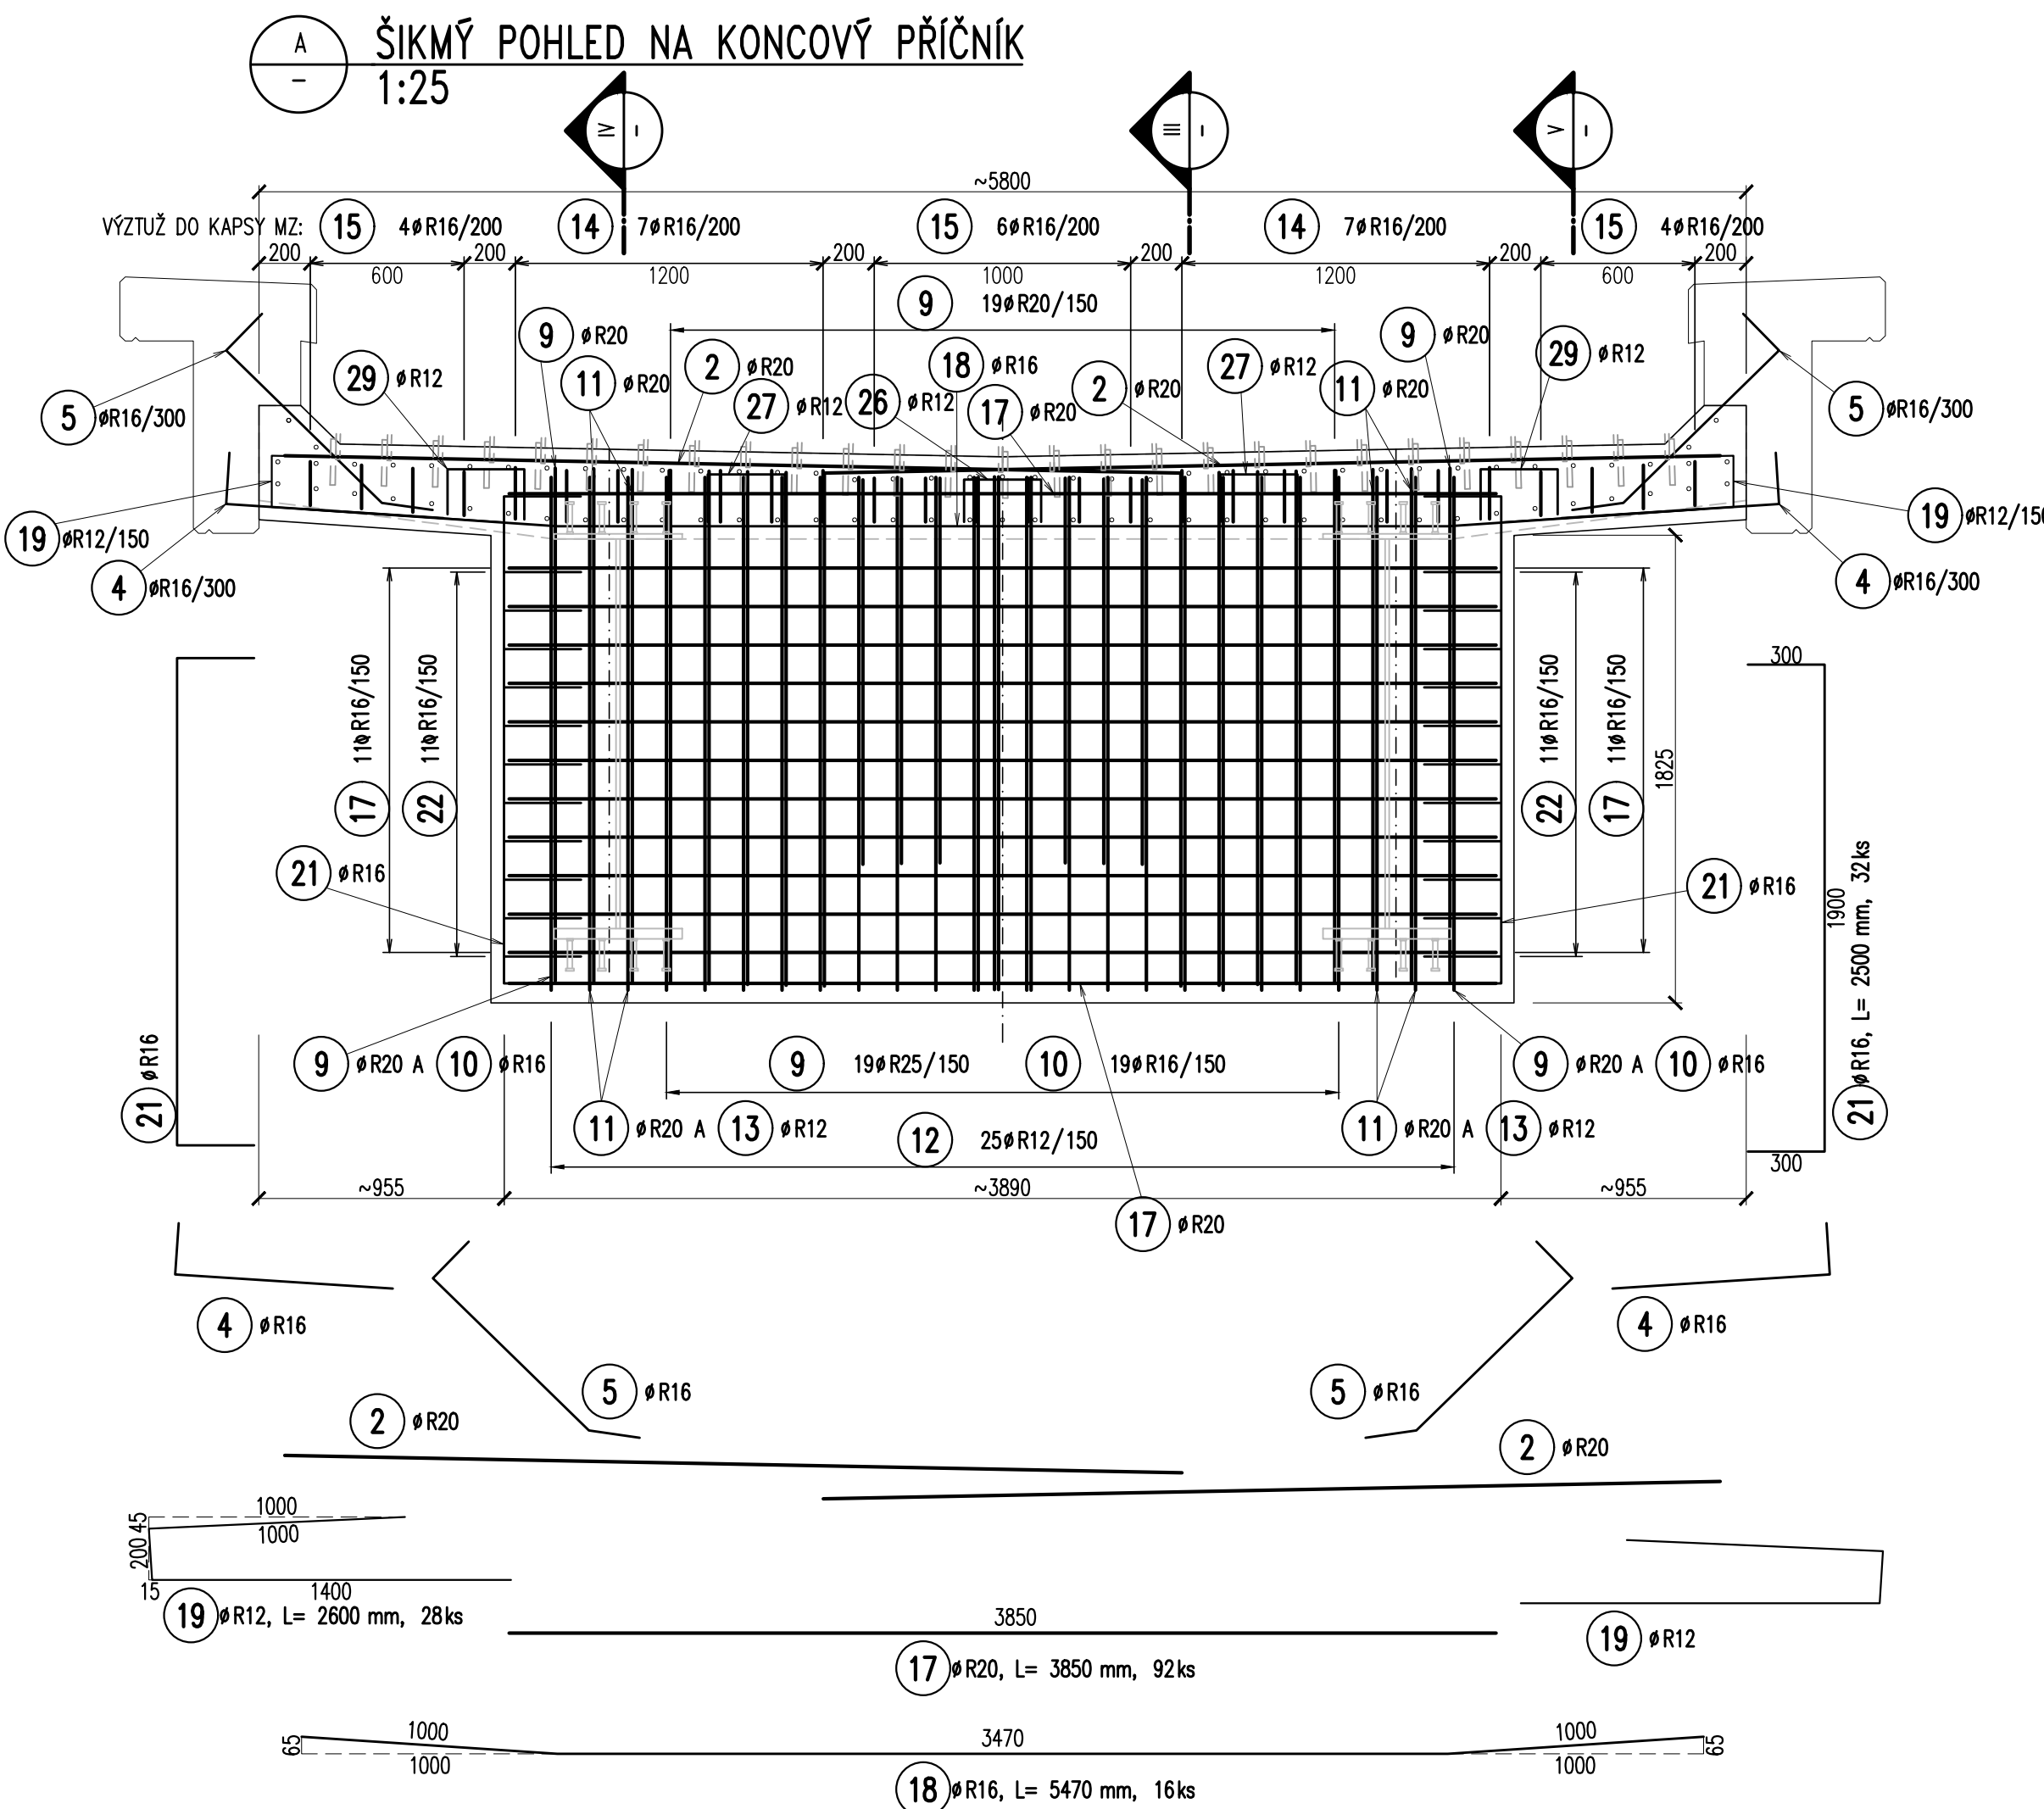 A
–
ŠIKMÝ POHLED NA KONCOVÝ PŘÍČNÍK
1:25
IV –
III –
V –
~5800
VÝZTUŽ DO KAPSY MZ: 15 4øR16/200 14 7øR16/200 15 6øR16/200 14 7øR16/200 15 4øR16/200
200 200 200 200 200 200
600 1200 1000 1200 600
9 19øR20/150
9 øR20
9 øR20
29 øR12
11 øR20
2 øR20
27 øR12
26 øR12
18 øR16
17 øR20
2 øR20
27 øR12
11 øR20
29 øR12
5 øR16/300
5 øR16/300
19 øR12/150
19 øR12/150
4 øR16/300
4 øR16/300
17 11øR16/150
22 11øR16/150
22 11øR16/150
17 11øR16/150
1825
300
1900
300
21 øR16, L= 2500 mm, 32ks
21 øR16
21 øR16
21 øR16
9 øR20 A 10 øR16
9 19øR25/150 10 19øR16/150
9 øR20 A 10 øR16
11 øR20 A 13 øR12
12 25øR12/150
11 øR20 A 13 øR12
~955 ~3890 ~955
17 øR20
4 øR16
4 øR16
5 øR16
5 øR16
2 øR20
2 øR20
1000
1000
45
200
15
1400
19 øR12, L= 2600 mm, 28ks
19 øR12
3850
17 øR20, L= 3850 mm, 92ks
65 1000 3470 1000 65
1000 1000
18 øR16, L= 5470 mm, 16ks